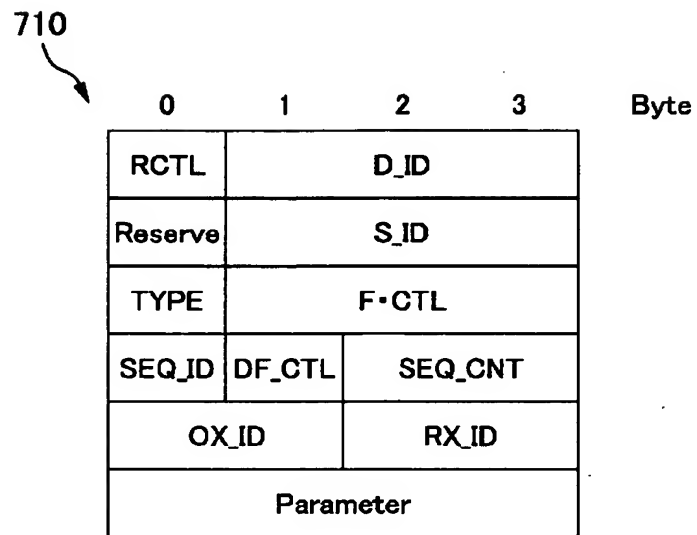 710
0 1 2 3 Byte
RCTL D_ID
Reserve S_ID
TYPE F・CTL
SEQ_ID DF_CTL SEQ_CNT
OX_ID RX_ID
Parameter